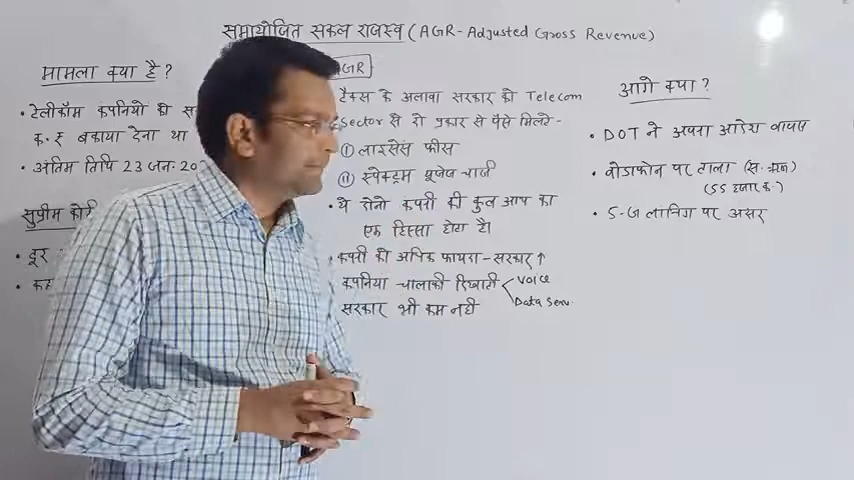 समायोजित सकल राजस्व (AGR-Adjusted Gross Revenue)
मामला क्या है?
• टेलीकॉम कंपनियों को
क. ₹ बकाया देना था
• अंतिम तिथि 23 जन. 20
सुप्रीम कोर्ट
AGR
टैक्स के अलावा सरकार को Telecom
Sector से दो प्रकार से पैसे मिलते -
(i) लाइसेंस फीस
(ii) स्पेक्ट्रम यूजेज चार्ज
• ये दोनो कंपनी की कुल आय का
एक हिस्सा होता है।
• कंपनी को अधिक फायदा - सरकार ↑
कंपनिया चालाकी दिखाती < Voice
Data Serv.
सरकार भी कम नही
आगे क्या?
• DOT ने अपना आदेश वापस
• वोडाफोन पर ताला
(55 हजार क.)
• 5-G लांचिंग पर असर